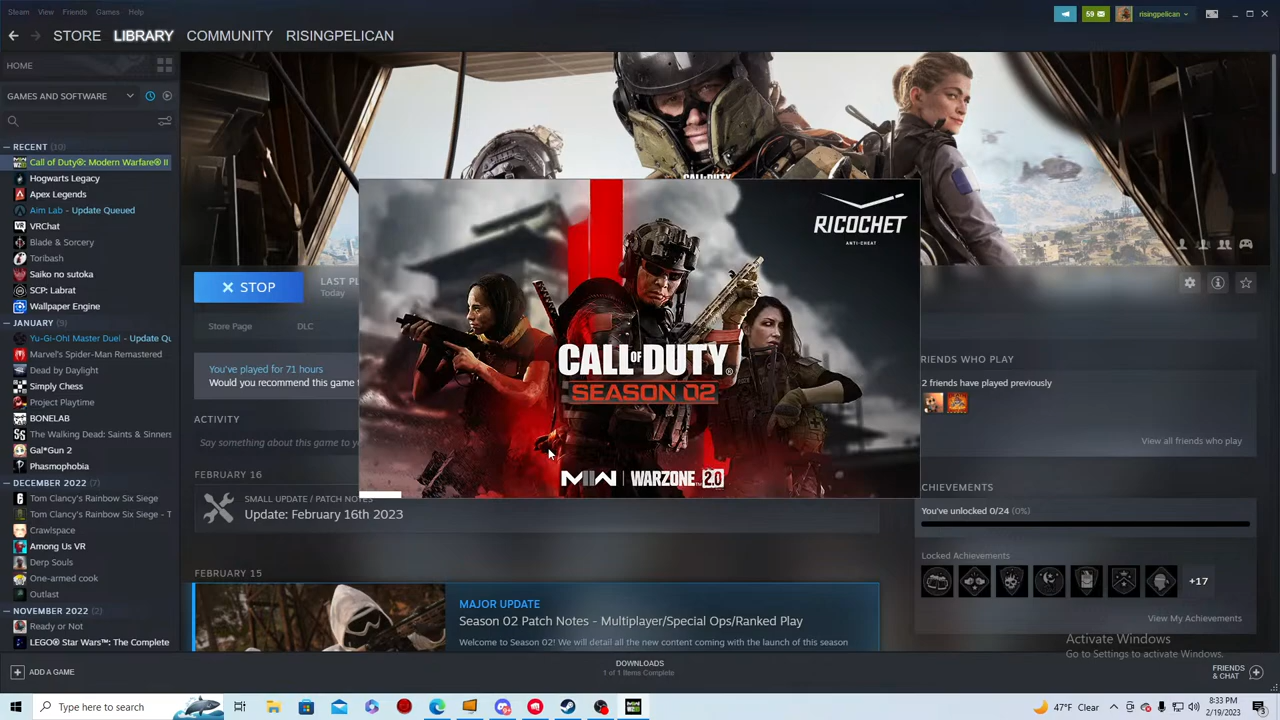 Steam View Friends Games Help
59 risingpelican
STORE LIBRARY COMMUNITY RISINGPELICAN
HOME
GAMES AND SOFTWARE
RECENT (10)
Call of Duty®: Modern Warfare® II
Hogwarts Legacy
Apex Legends
Aim Lab - Update Queued
VRChat
Blade & Sorcery
Toribash
Saiko no sutoka
SCP: Labrat
Wallpaper Engine
JANUARY (9)
Yu-Gi-Oh! Master Duel - Update Qu
Marvel's Spider-Man Remastered
Dead by Daylight
Simply Chess
Project Playtime
BONELAB
The Walking Dead: Saints & Sinners
Gal*Gun 2
Phasmophobia
DECEMBER 2022 (7)
Tom Clancy's Rainbow Six Siege
Tom Clancy's Rainbow Six Siege - T
Crawlspace
Among Us VR
Derp Souls
One-armed cook
Outlast
NOVEMBER 2022 (2)
Ready or Not
LEGO® Star Wars™: The Complete
ADD A GAME
STOP
LAST PL
Today
Store Page DLC
You've played for 71 hours
Would you recommend this game t
ACTIVITY
Say something about this game to yo
FEBRUARY 16
SMALL UPDATE / PATCH NOTES
Update: February 16th 2023
FEBRUARY 15
MAJOR UPDATE
Season 02 Patch Notes - Multiplayer/Special Ops/Ranked Play
Welcome to Season 02! We will detail all the new content coming with the launch of this season
RICOCHET
ANTI-CHEAT
CALL OF DUTY®
SEASON 02
MWII | WARZONE 2.0
RIENDS WHO PLAY
2 friends have played previously
View all friends who play
CHIEVEMENTS
You've unlocked 0/24 (0%)
Locked Achievements
+17
View My Achievements
Activate Windows
Go to Settings to activate Windows.
DOWNLOADS
1 of 1 Items Complete
FRIENDS
& CHAT
Type here to search
47°F Clear
8:33 PM
2/19/2023